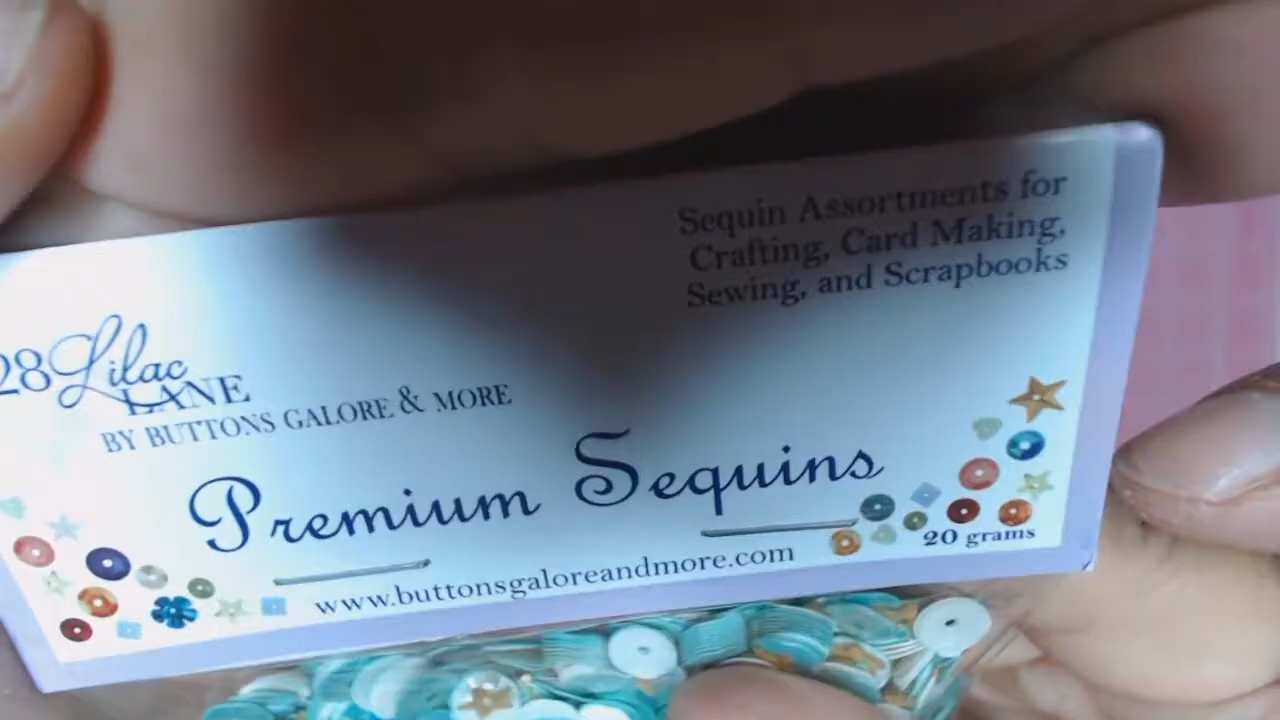 Sequin Assortments for
Crafting, Card Making,
Sewing, and Scrapbooks
28 Lilac
LANE
BY BUTTONS GALORE & MORE
Premium Sequins
www.buttonsgaloreandmore.com
20 grams